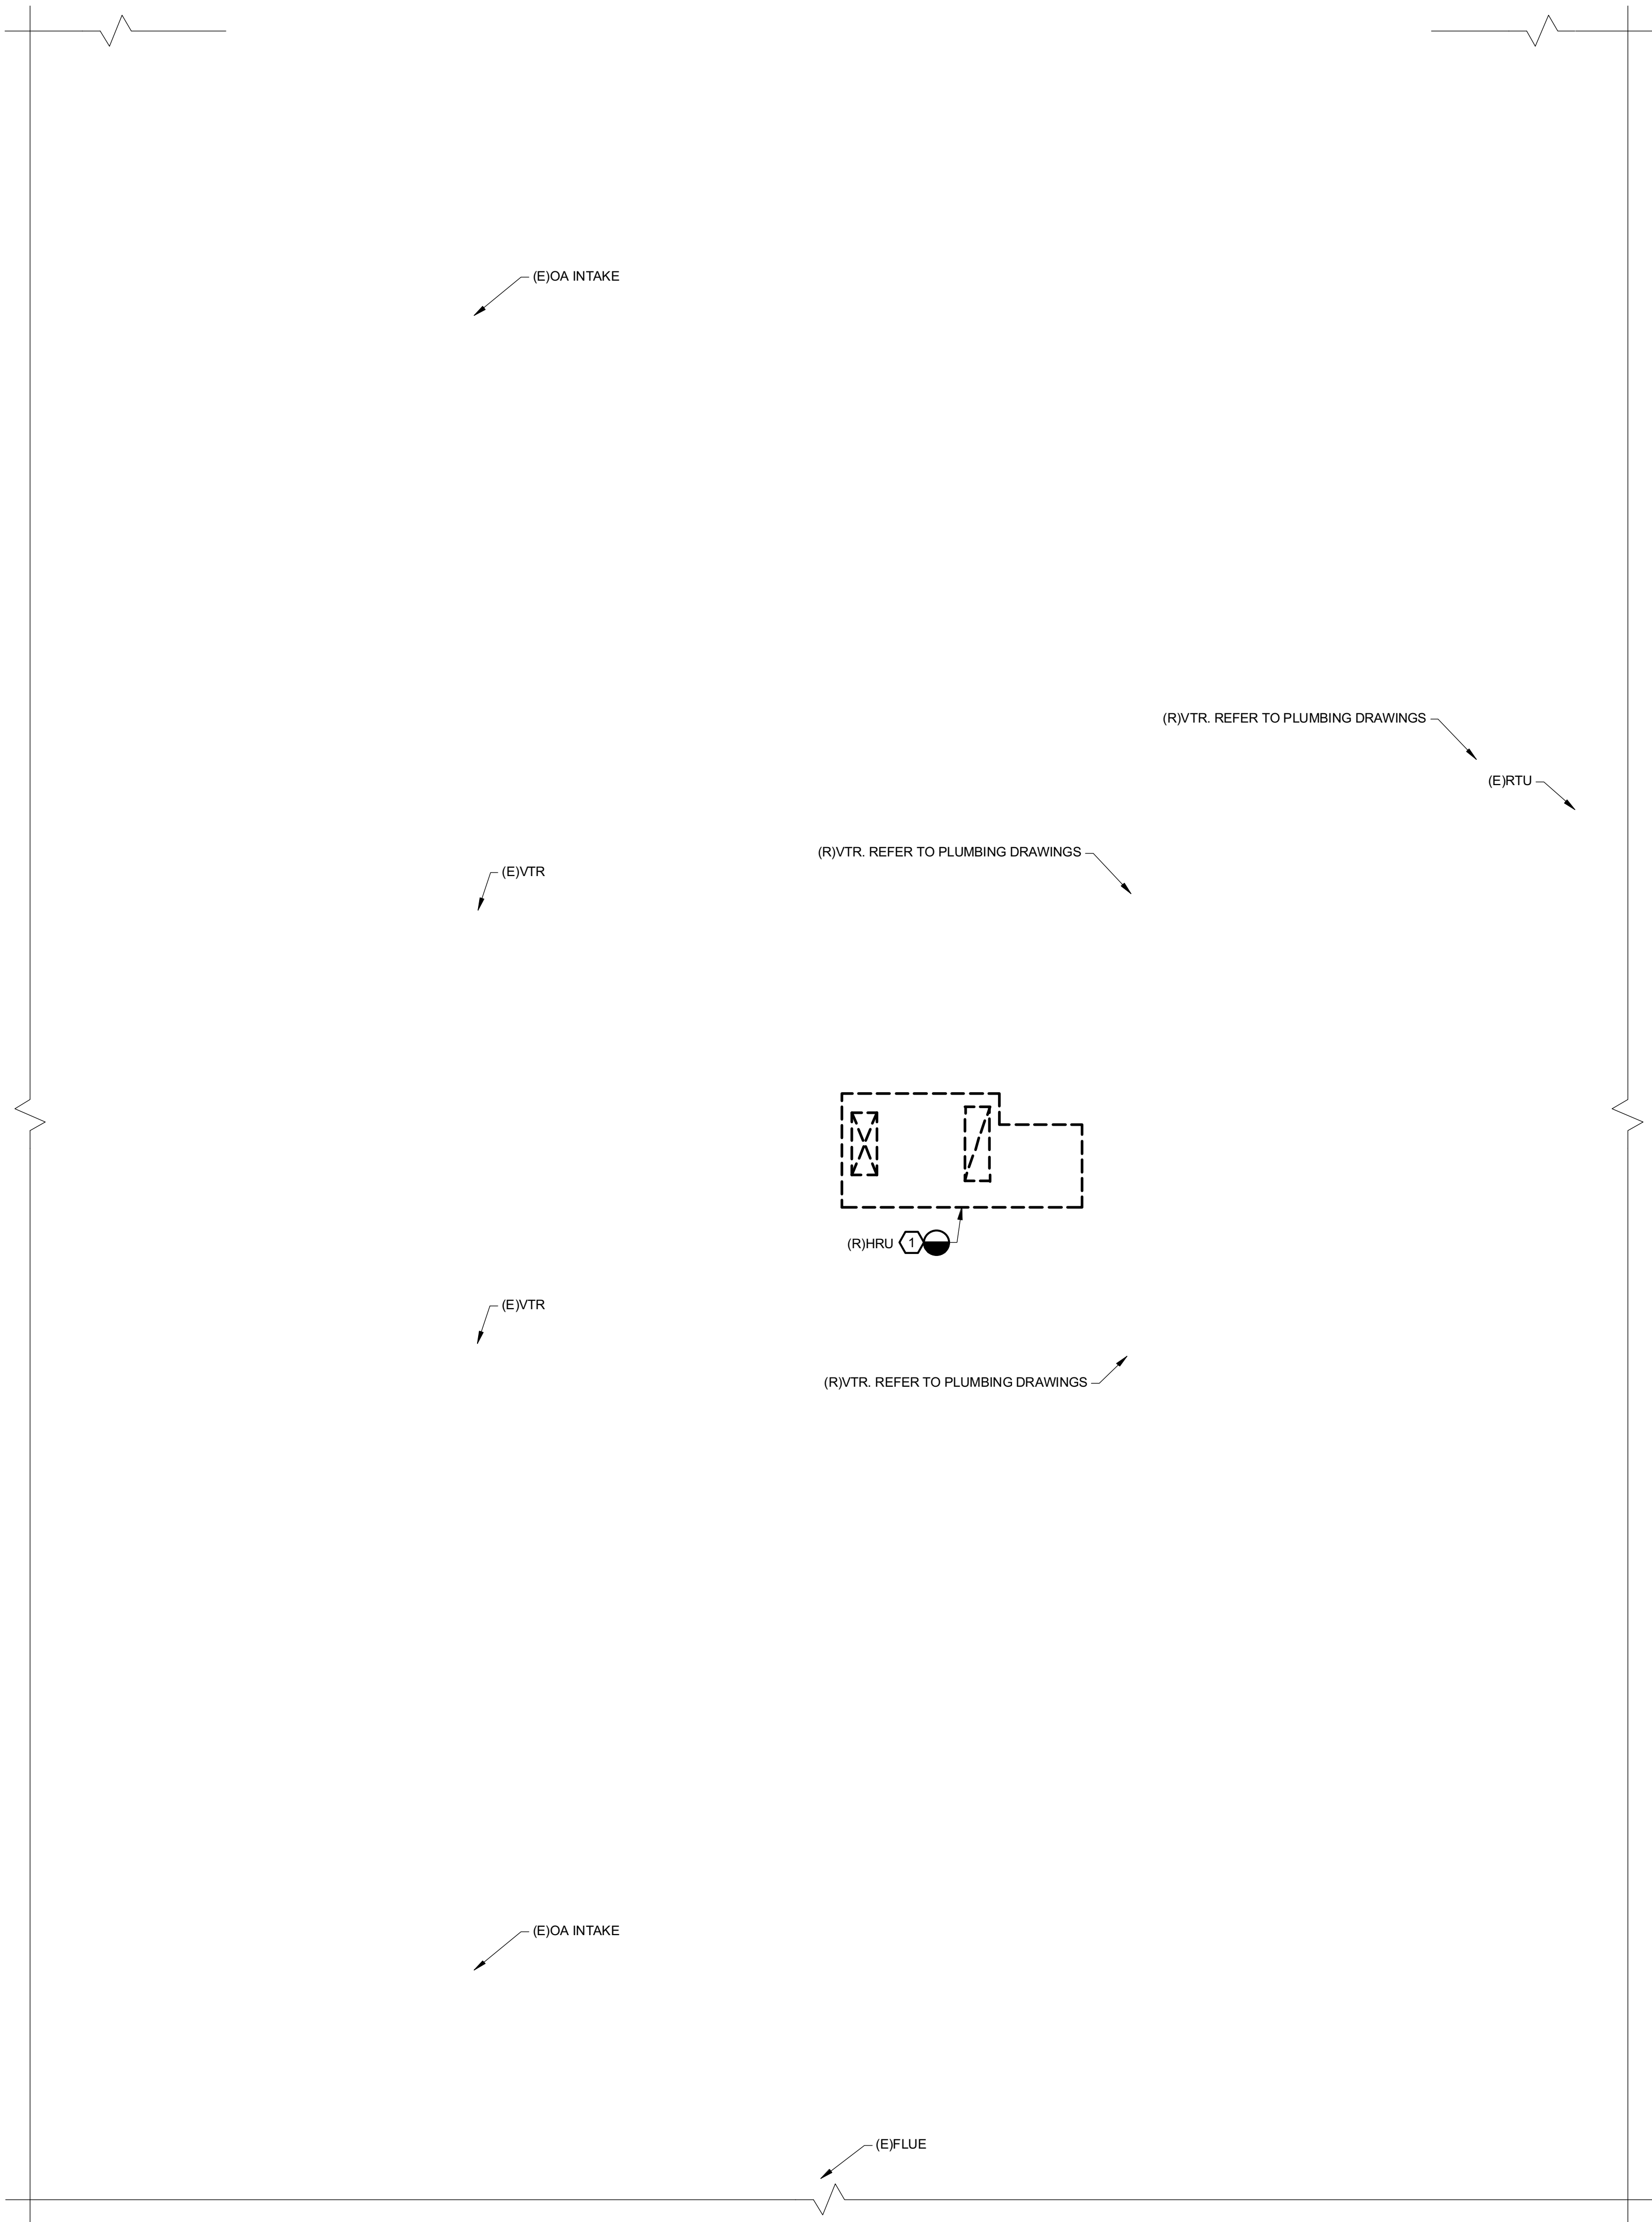 (E)OA INTAKE
(R)VTR. REFER TO PLUMBING DRAWINGS
(E)RTU
(R)VTR. REFER TO PLUMBING DRAWINGS
(E)VTR
(R)HRU 1
(E)VTR
(R)VTR. REFER TO PLUMBING DRAWINGS
(E)OA INTAKE
(E)FLUE